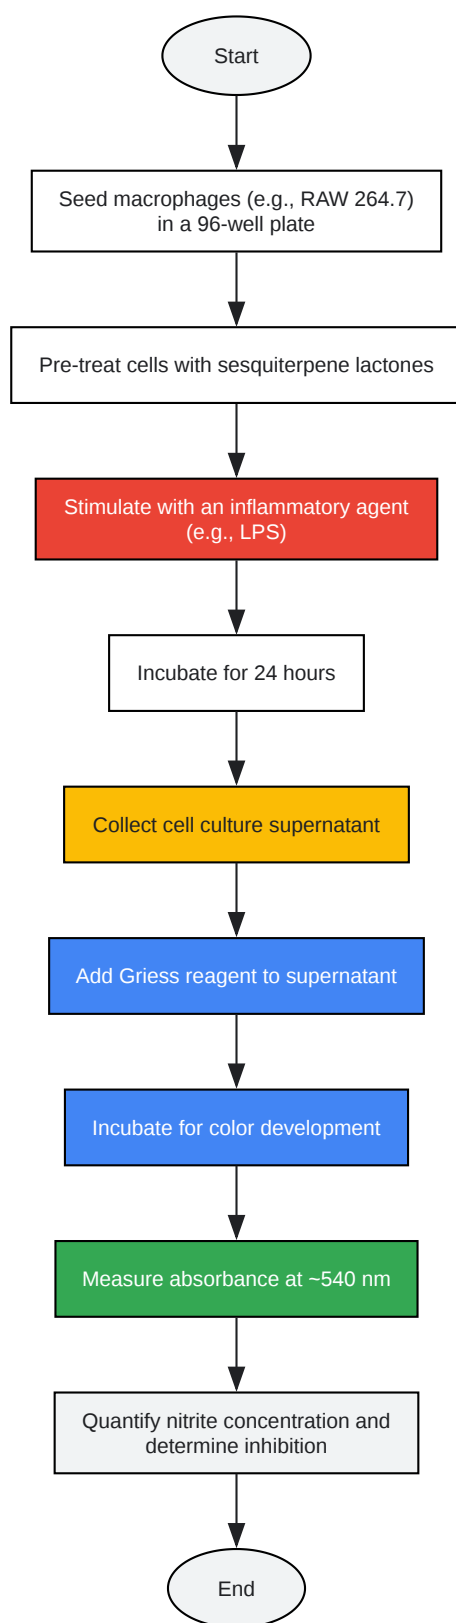 Start
Seed macrophages (e.g., RAW 264.7)
in a 96-well plate
Pre-treat cells with sesquiterpene lactones
Stimulate with an inflammatory agent
(e.g., LPS)
Incubate for 24 hours
Collect cell culture supernatant
Add Griess reagent to supernatant
Incubate for color development
Measure absorbance at ~540 nm
Quantify nitrite concentration and
determine inhibition
End